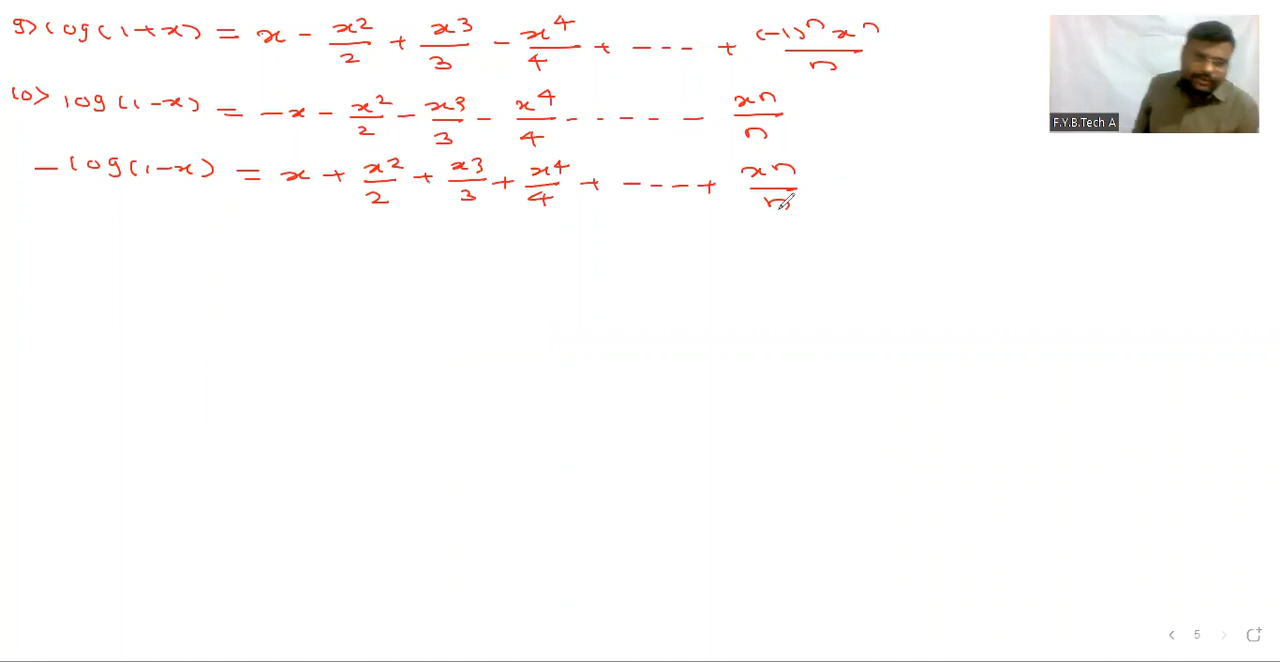 9) log(1+x) = x - x²/2 + x³/3 - x⁴/4 + ---- + (-1)ⁿ xⁿ/n
10) log(1-x) = -x - x²/2 - x³/3 - x⁴/4 ----- - xⁿ/n
- log(1-x) = x + x²/2 + x³/3 + x⁴/4 + ---- + xⁿ/n
F.Y.B.Tech A
5